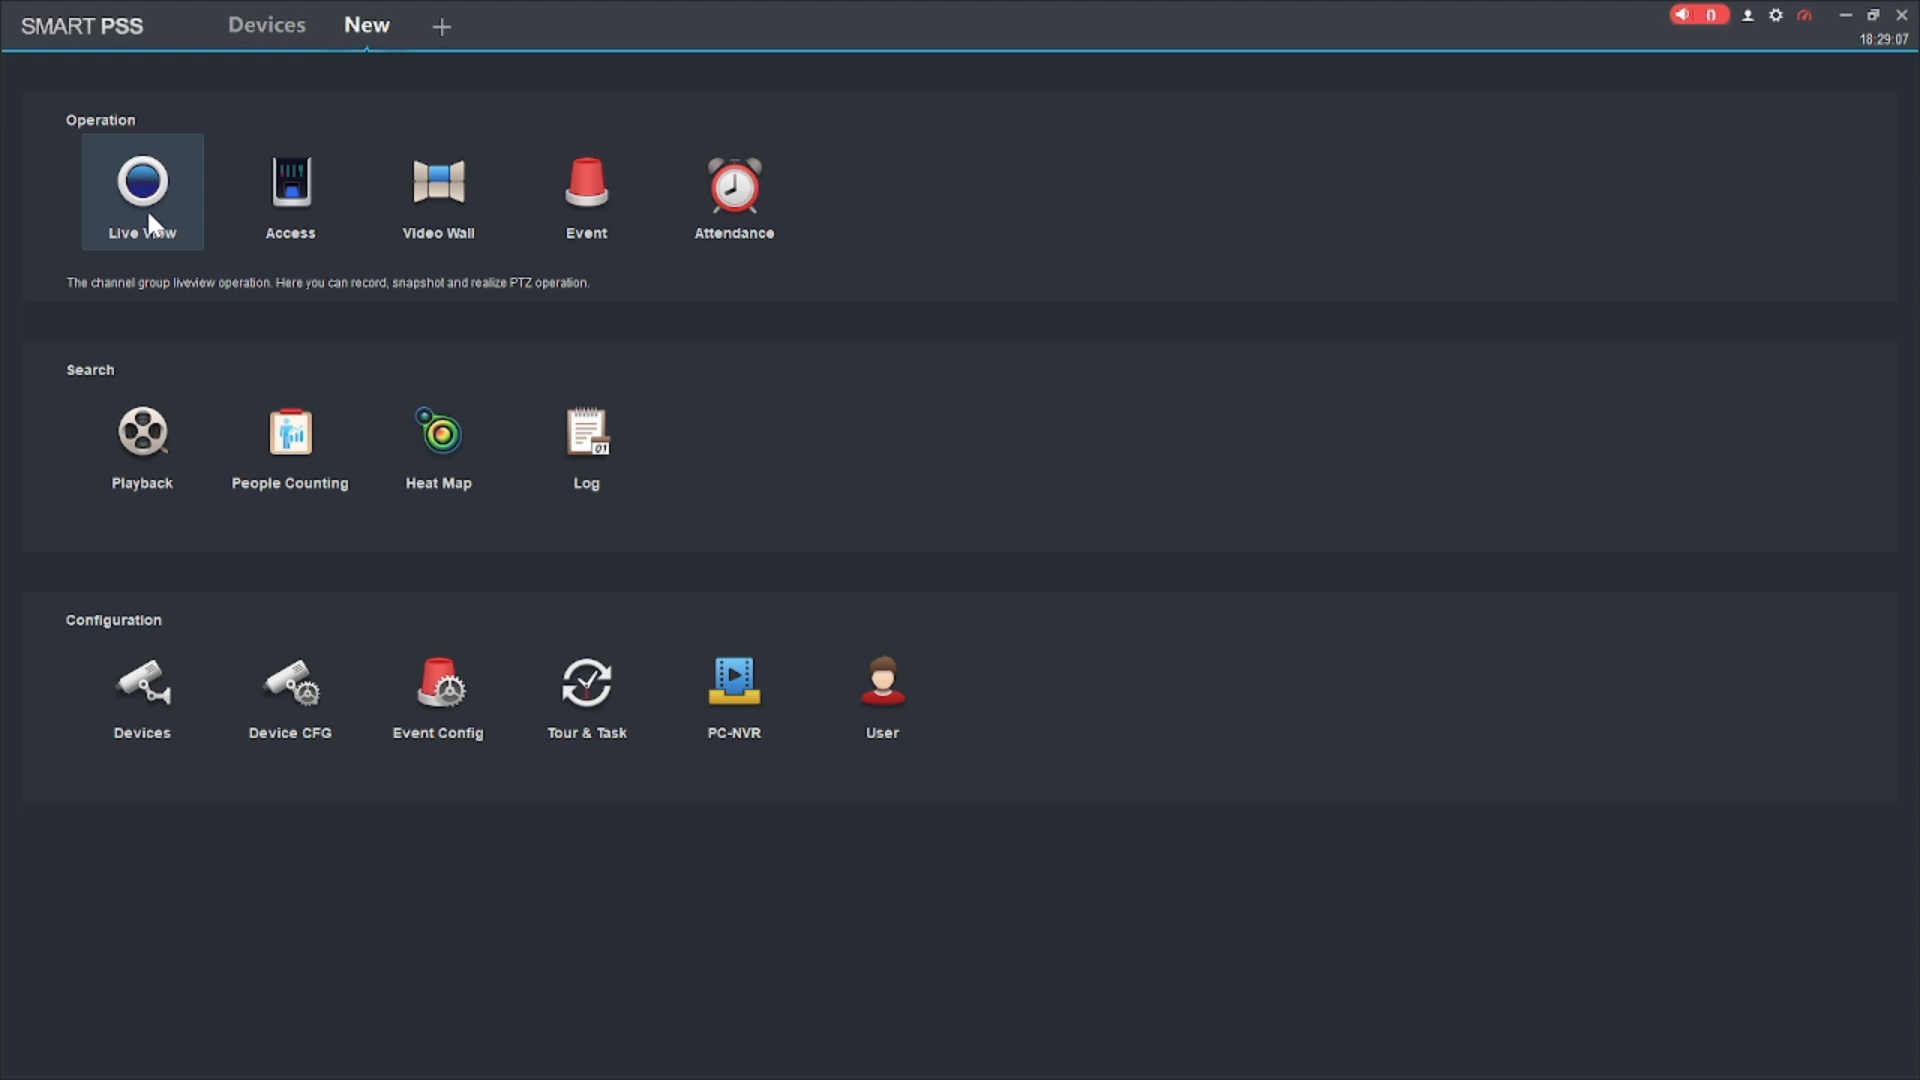 SMART PSS Devices New + 0
18:29:07
Operation
Live View Access Video Wall Event Attendance
The channel group liveview operation. Here you can record, snapshot and realize PTZ operation.
Search
Playback People Counting Heat Map Log
01
Configuration
Devices Device CFG Event Config Tour & Task PC-NVR User